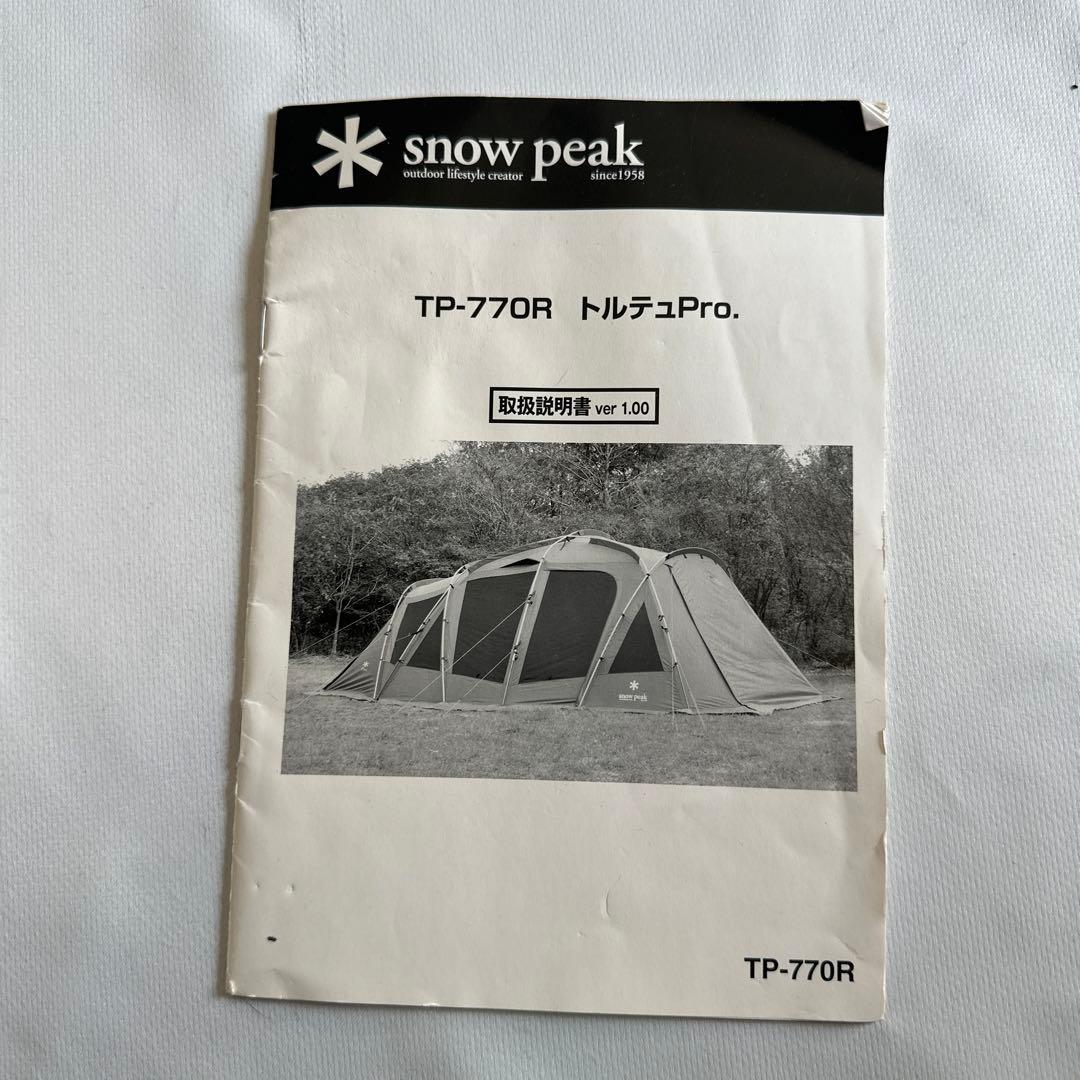 snow peak
outdoor lifestyle creator since1958
TP-770R トルテュPro.
取扱説明書 ver 1.00
snow peak
TP-770R